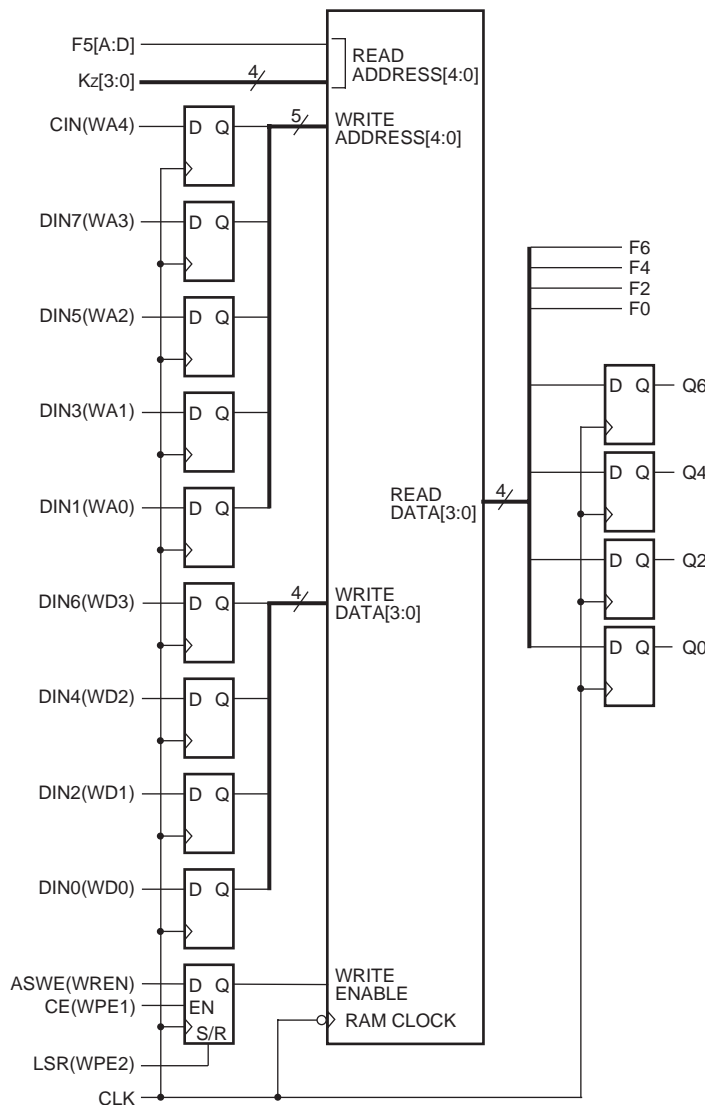 F5[A:D]
KZ[3:0]
4
READ
ADDRESS[4:0]
CIN(WA4)
D Q
5
WRITE
ADDRESS[4:0]
DIN7(WA3)
D Q
DIN5(WA2)
D Q
DIN3(WA1)
D Q
DIN1(WA0)
D Q
DIN6(WD3)
D Q
4
WRITE
DATA[3:0]
DIN4(WD2)
D Q
DIN2(WD1)
D Q
DIN0(WD0)
D Q
ASWE(WREN)
D Q
CE(WPE1)
EN
S/R
LSR(WPE2)
CLK
WRITE
ENABLE
RAM CLOCK
READ
DATA[3:0]
4
F6
F4
F2
F0
D Q
Q6
D Q
Q4
D Q
Q2
D Q
Q0